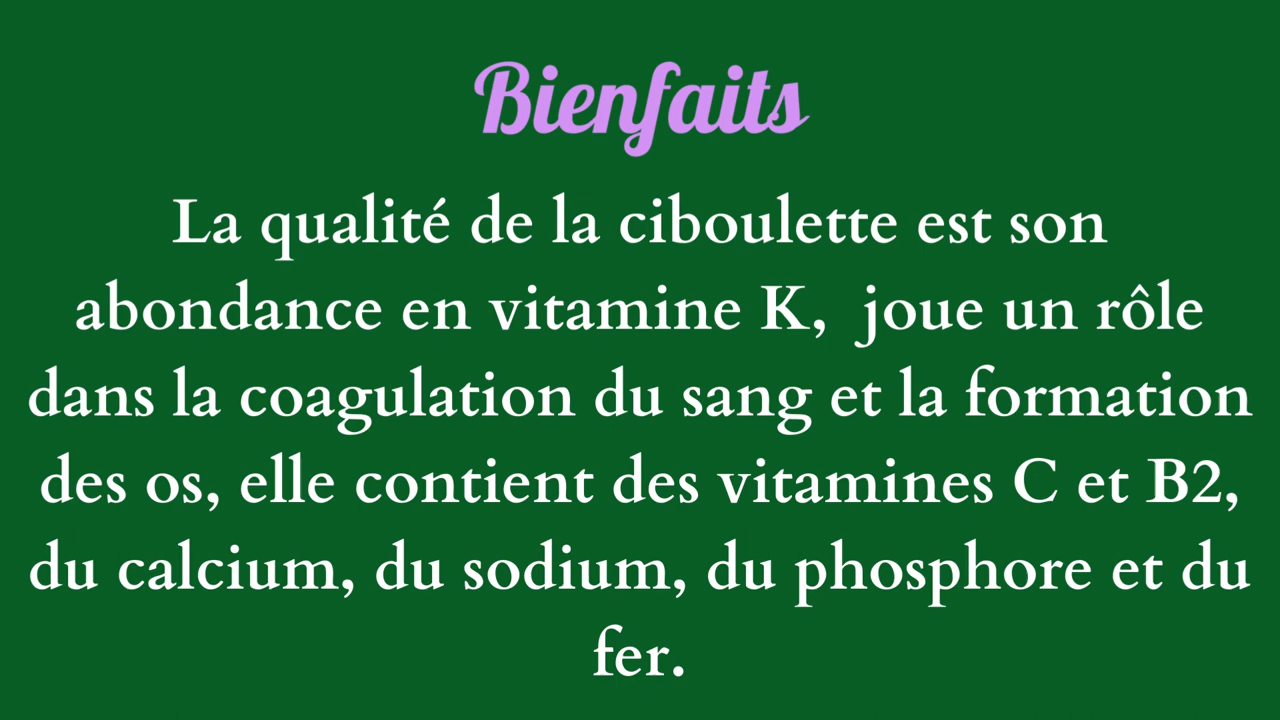 Bienfaits
La qualité de la ciboulette est son
abondance en vitamine K,  joue un rôle
dans la coagulation du sang et la formation
des os, elle contient des vitamines C et B2,
du calcium, du sodium, du phosphore et du
fer.